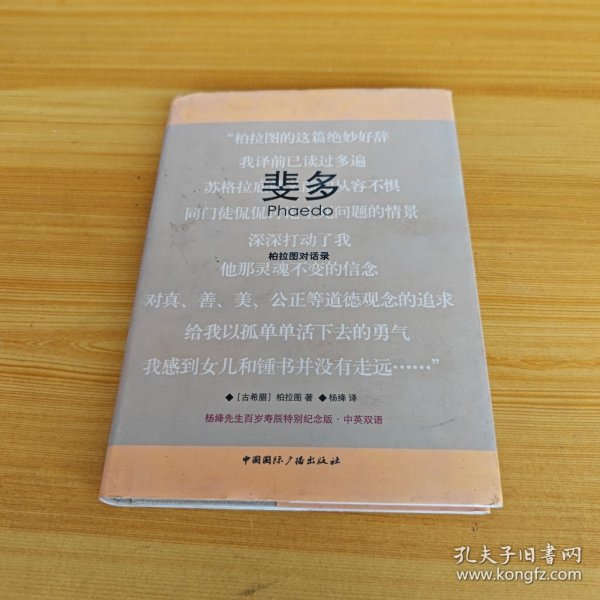 “柏拉图的这篇绝妙好辞
我译前已读过多遍
苏格拉底 从容不惧
同门徒侃侃 问题的情景
斐多
Phaedo
深深打动了我
柏拉图对话录
他那灵魂不变的信念
对真、善、美、公正等道德观念的追求
给我以孤单单活下去的勇气
我感到女儿和锺书并没有走远……”
◆ [古希腊] 柏拉图 著 ◆ 杨绛 译
杨绛先生百岁寿辰特别纪念版·中英双语
中国国际广播出版社
孔夫子旧书网
www.kongfz.com